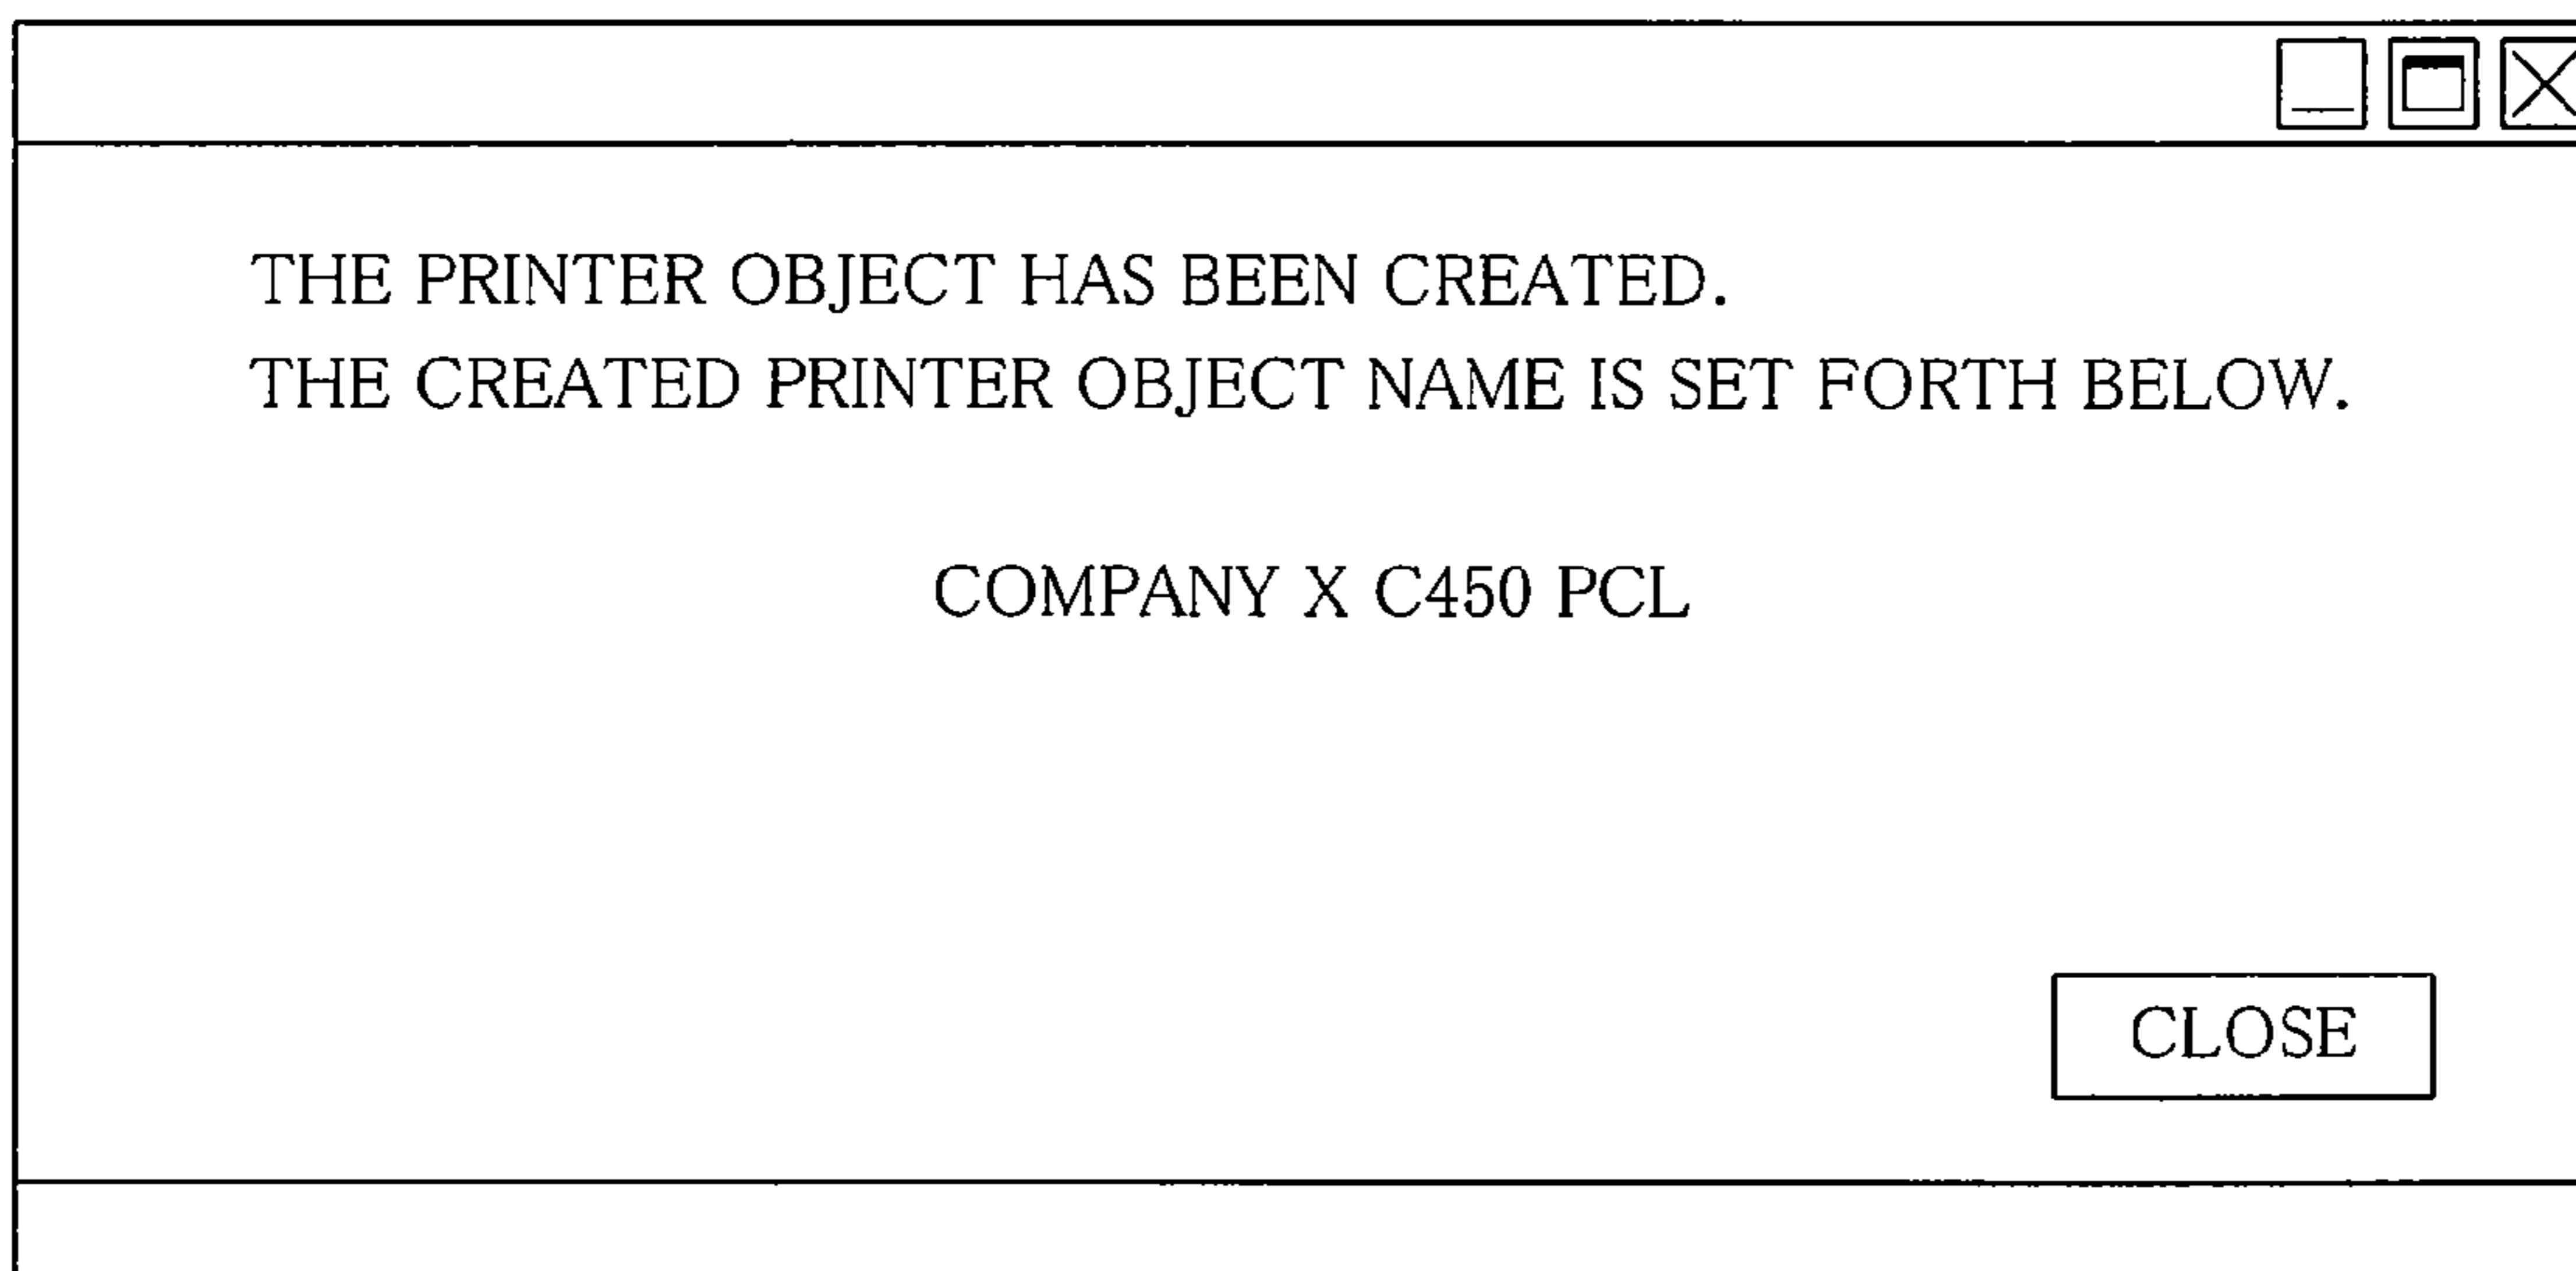 THE PRINTER OBJECT HAS BEEN CREATED.
THE CREATED PRINTER OBJECT NAME IS SET FORTH BELOW.
COMPANY X C450 PCL
CLOSE